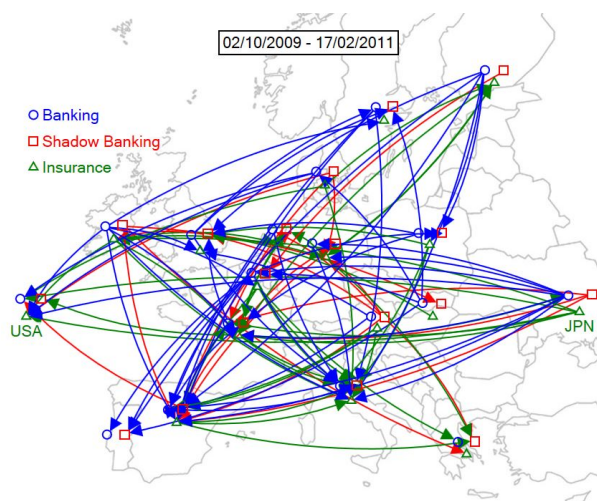 02/10/2009 - 17/02/2011
Banking
Shadow Banking
Insurance
USA
JPN